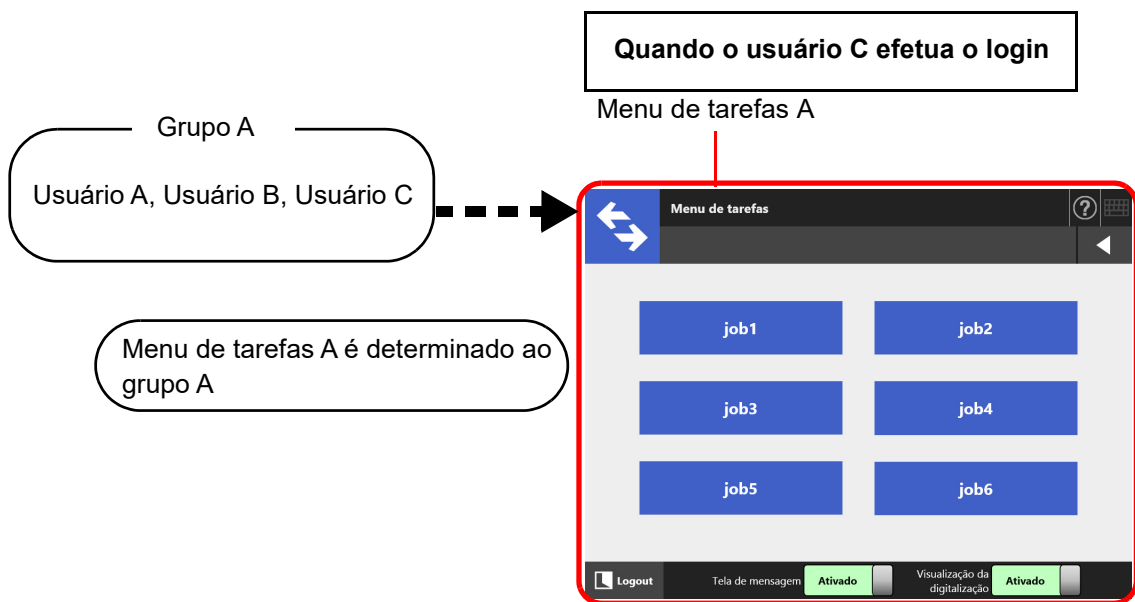 Quando o usuário C efetua o login
Menu de tarefas A
Grupo A
Usuário A, Usuário B, Usuário C
Menu de tarefas A é determinado ao
grupo A
Menu de tarefas
?
job1
job2
job3
job4
job5
job6
Logout
Tela de mensagem
Ativado
Visualização da
digitalização
Ativado